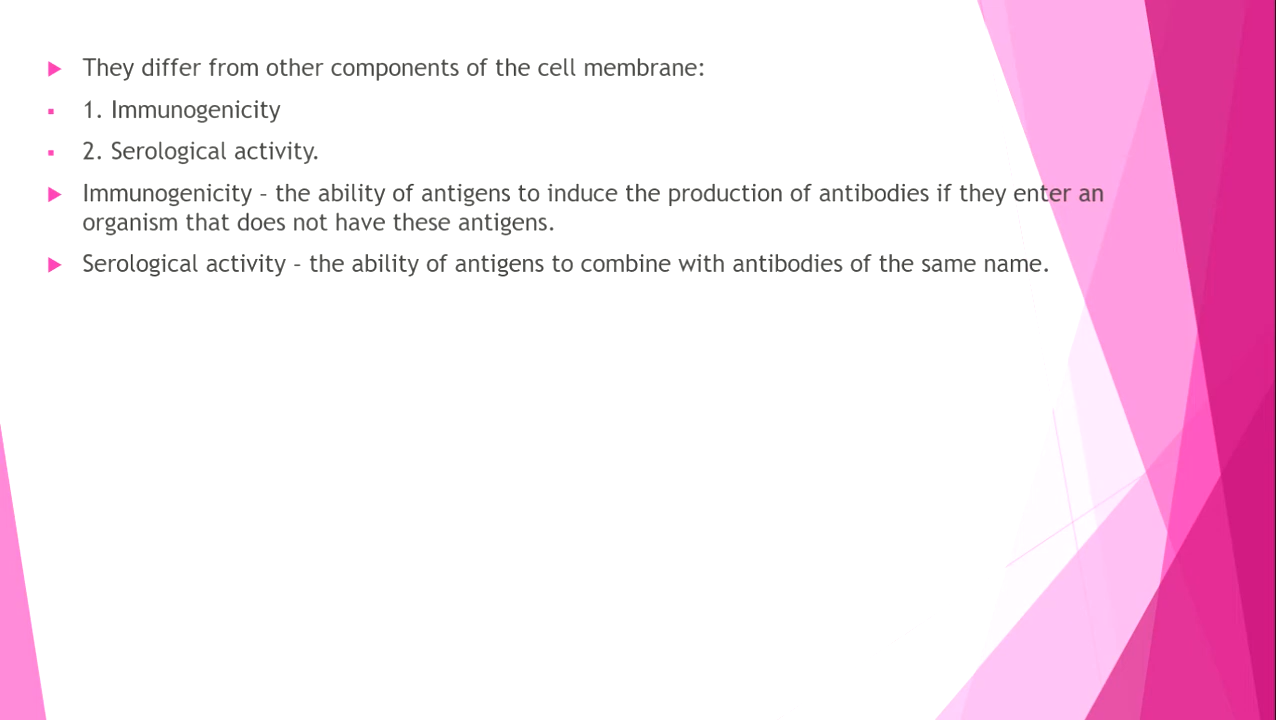 They differ from other components of the cell membrane:
1. Immunogenicity
2. Serological activity.
Immunogenicity – the ability of antigens to induce the production of antibodies if they enter an
organism that does not have these antigens.
Serological activity – the ability of antigens to combine with antibodies of the same name.